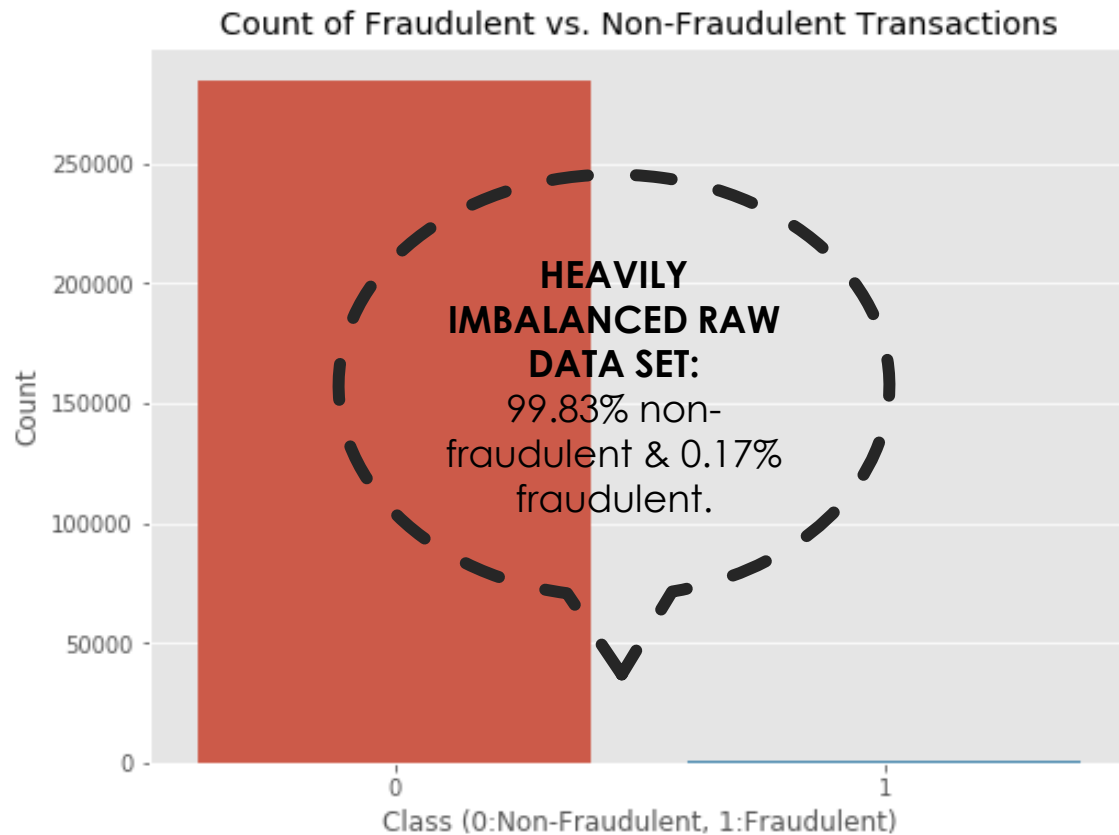 Count of Fraudulent vs. Non-Fraudulent Transactions
Count
250000
200000
150000
100000
50000
0
HEAVILY
IMBALANCED RAW
DATA SET:
99.83% non-
fraudulent & 0.17%
fraudulent.
0 1
Class (0:Non-Fraudulent, 1:Fraudulent)